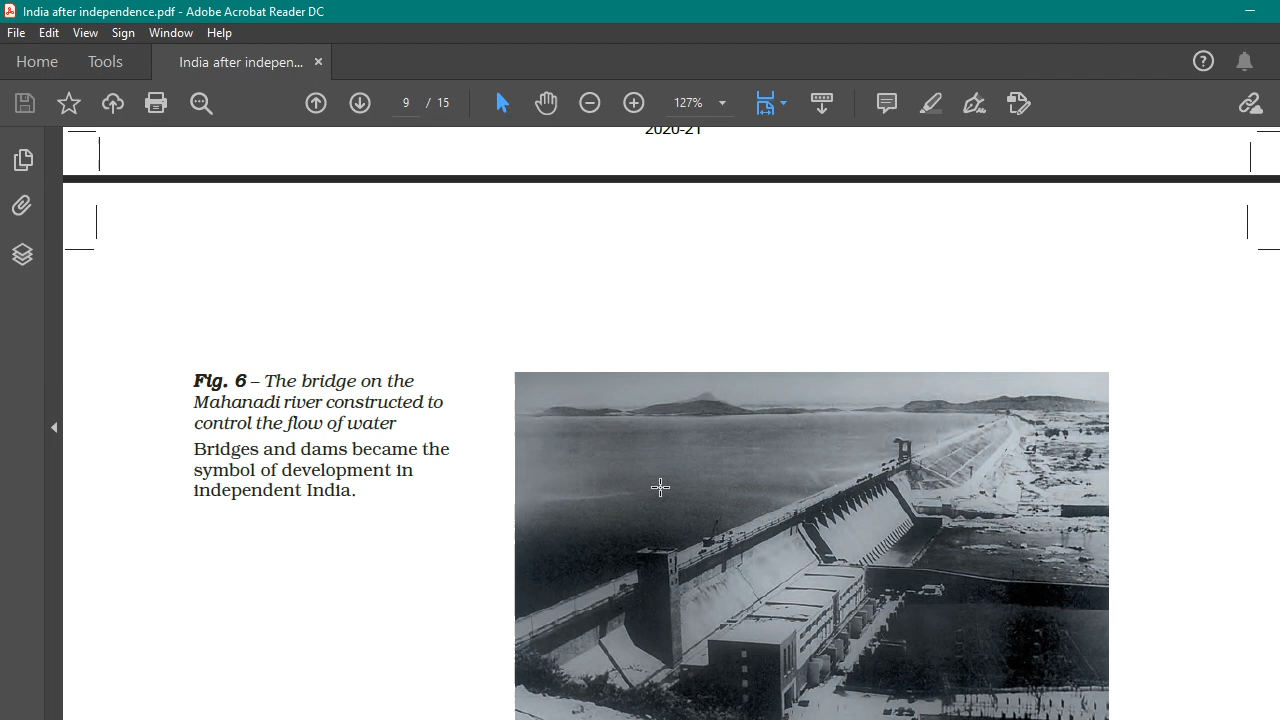 India after independence.pdf - Adobe Acrobat Reader DC
File Edit View Sign Window Help
Home Tools India after indepen... ×
9 / 15 127%
2020-21
Fig. 6 – The bridge on the
Mahanadi river constructed to
control the flow of water
Bridges and dams became the
symbol of development in
independent India.